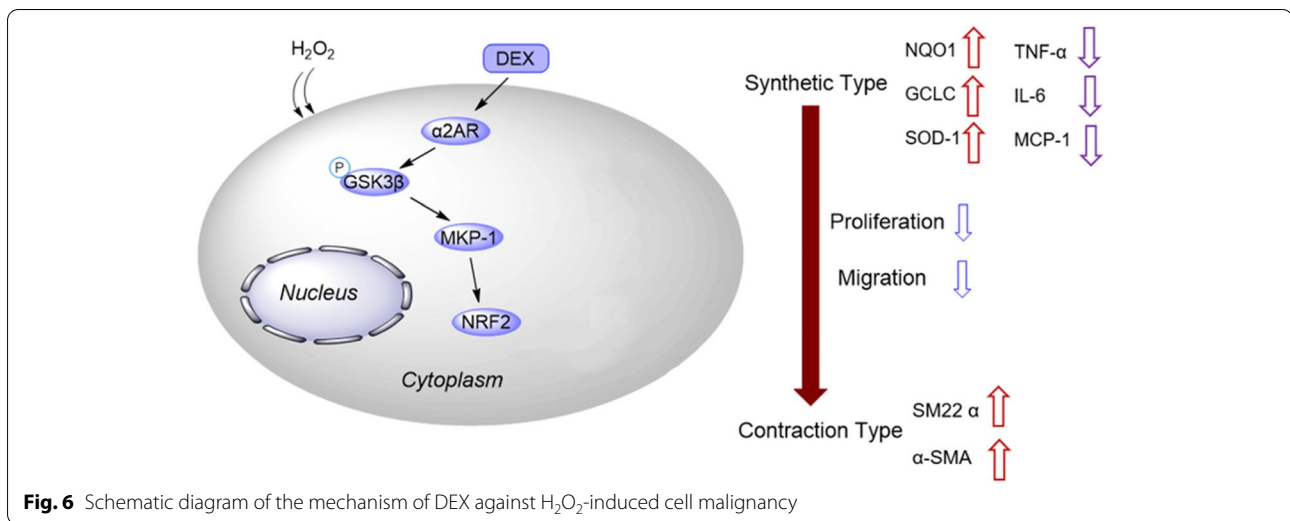 H₂O₂
DEX
α2AR
P
GSK3β
MKP-1
NRF2
Nucleus
Cytoplasm
Synthetic Type
NQO1
TNF-α
GCLC
IL-6
SOD-1
MCP-1
Proliferation
Migration
Contraction Type
SM22 α
α-SMA
Fig. 6 Schematic diagram of the mechanism of DEX against H₂O₂-induced cell malignancy